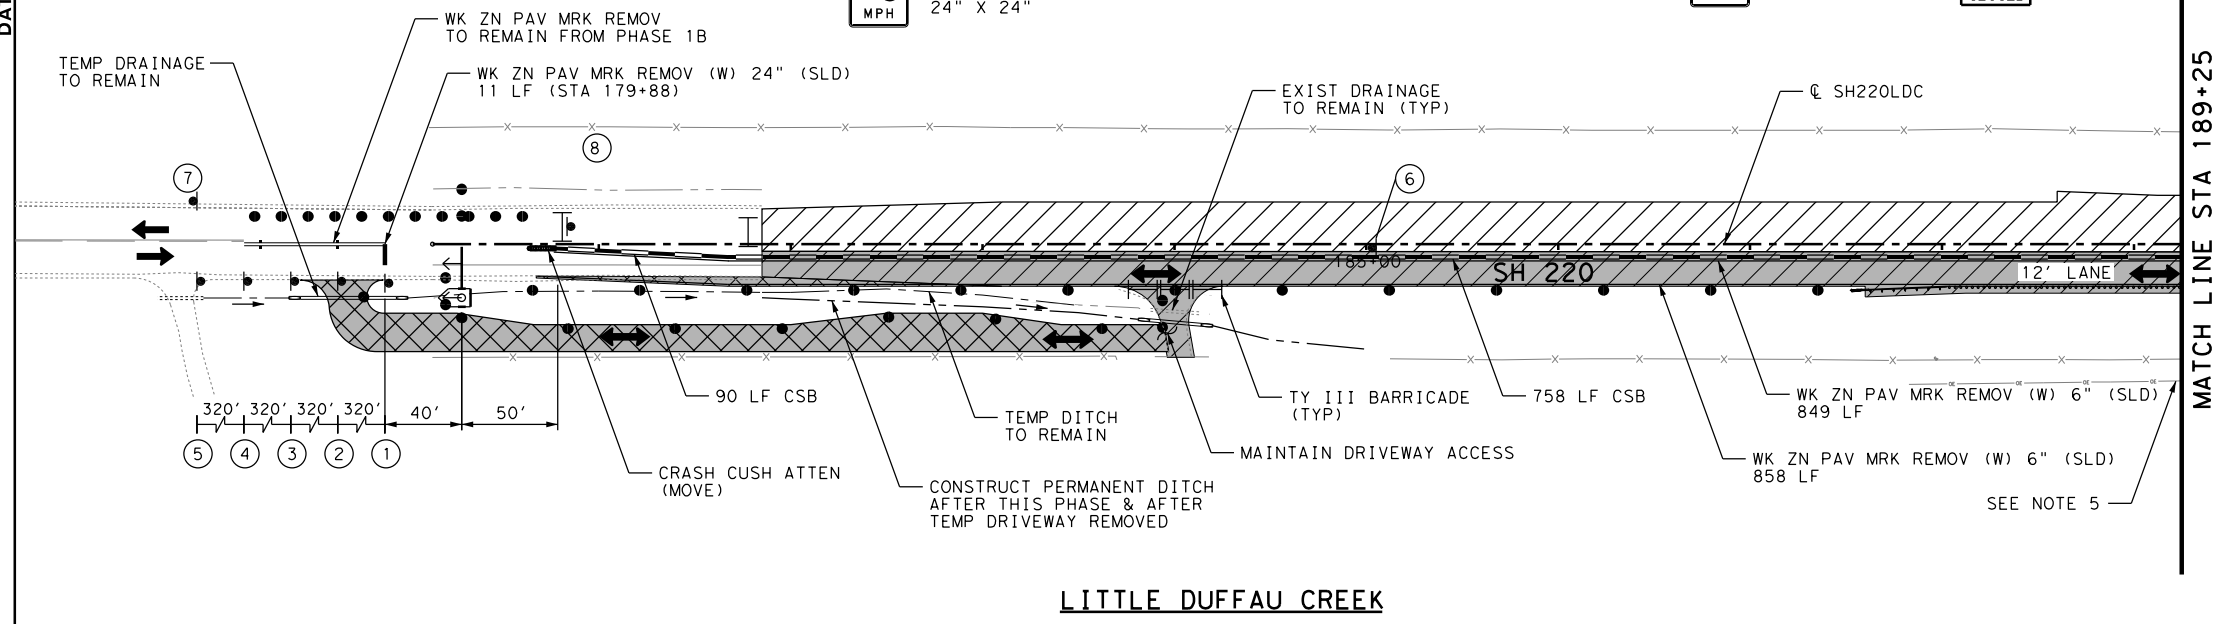 DAT
MPH
24" X 24"
WK ZN PAV MRK REMOV
TO REMAIN FROM PHASE 1B
TEMP DRAINAGE
TO REMAIN
WK ZN PAV MRK REMOV (W) 24" (SLD)
11 LF (STA 179+88)
EXIST DRAINAGE
TO REMAIN (TYP)
℄ SH220LDC
MATCH LINE STA 189+25
8
7
6
185+00
SH 220
12' LANE
90 LF CSB
TY III BARRICADE
(TYP)
758 LF CSB
WK ZN PAV MRK REMOV (W) 6" (SLD)
849 LF
320' 320' 320' 320' 40' 50'
TEMP DITCH
TO REMAIN
5 4 3 2 1
MAINTAIN DRIVEWAY ACCESS
WK ZN PAV MRK REMOV (W) 6" (SLD)
858 LF
CRASH CUSH ATTEN
(MOVE)
CONSTRUCT PERMANENT DITCH
AFTER THIS PHASE & AFTER
TEMP DRIVEWAY REMOVED
SEE NOTE 5
LITTLE DUFFAU CREEK